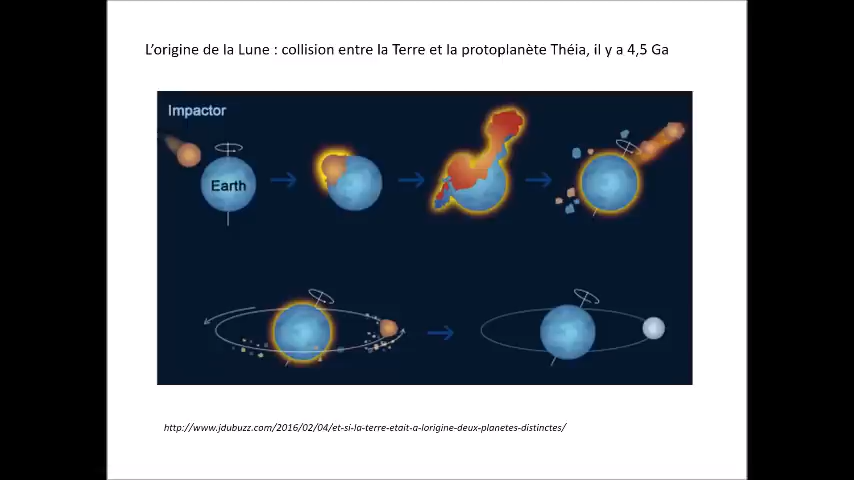 L'origine de la Lune : collision entre la Terre et la protoplanète Théia, il y a 4,5 Ga
Impactor
Earth
http://www.jdubuzz.com/2016/02/04/et-si-la-terre-etait-a-lorigine-deux-planetes-distinctes/